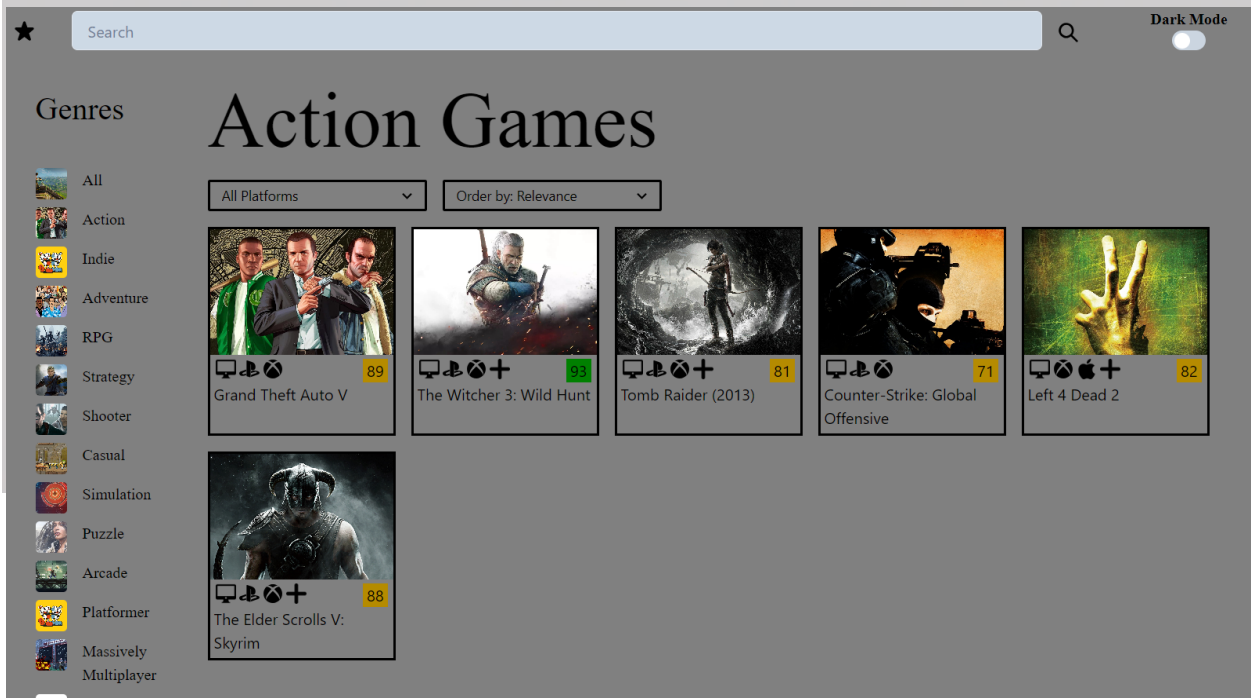 Search
Dark Mode
Genres
Action Games
All Platforms
Order by: Relevance
All
Action
Indie
Adventure
RPG
Strategy
Shooter
Casual
Simulation
Puzzle
Arcade
Platformer
Massively
Multiplayer
89
Grand Theft Auto V
93
The Witcher 3: Wild Hunt
81
Tomb Raider (2013)
71
Counter-Strike: Global
Offensive
82
Left 4 Dead 2
88
The Elder Scrolls V:
Skyrim